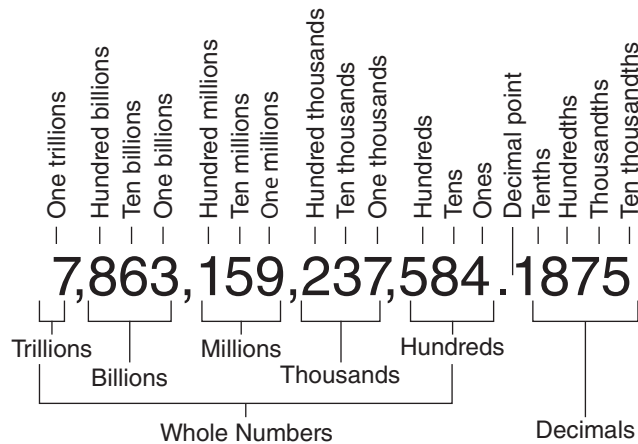 One trillions
Hundred billions
Ten billions
One billions
Hundred millions
Ten millions
One millions
Hundred thousands
Ten thousands
One thousands
Hundreds
Tens
Ones
Decimal point
Tenths
Hundredths
Thousandths
Ten thousandths
7,863,159,237,584.1875
Trillions
Billions
Millions
Thousands
Hundreds
Whole Numbers
Decimals